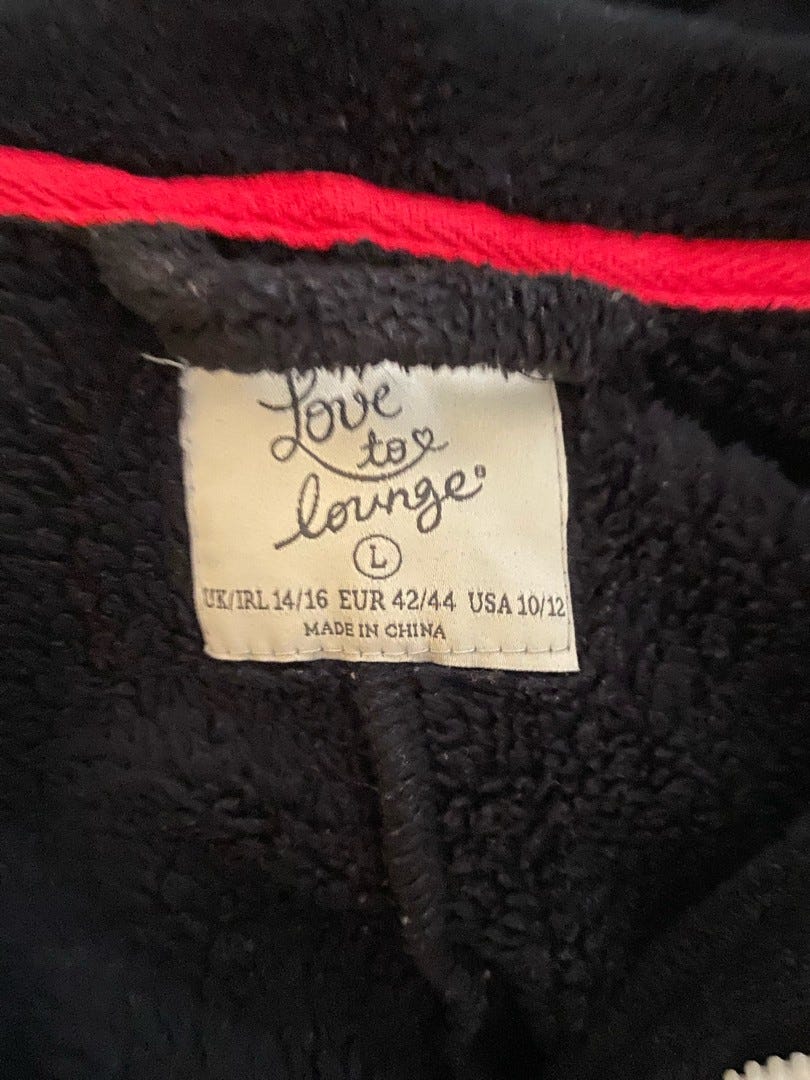 Love
to
lounge®
L
UK/IRL 14/16 EUR 42/44 USA 10/12
MADE IN CHINA